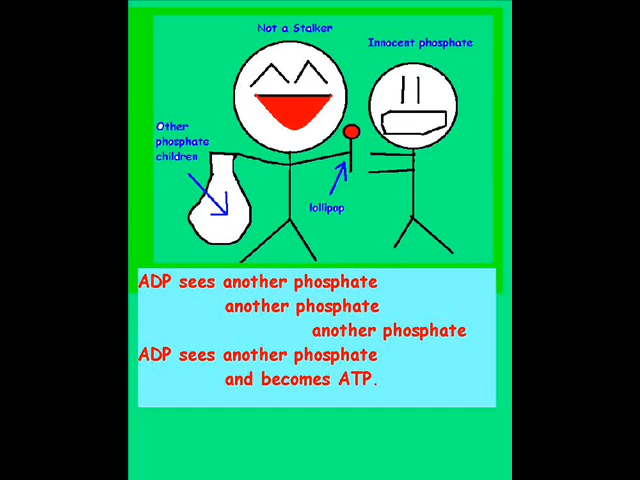 Not a Stalker
Innocent phosphate
Other
phosphate
children
lollipop
ADP sees another phosphate
another phosphate
another phosphate
ADP sees another phosphate
and becomes ATP.